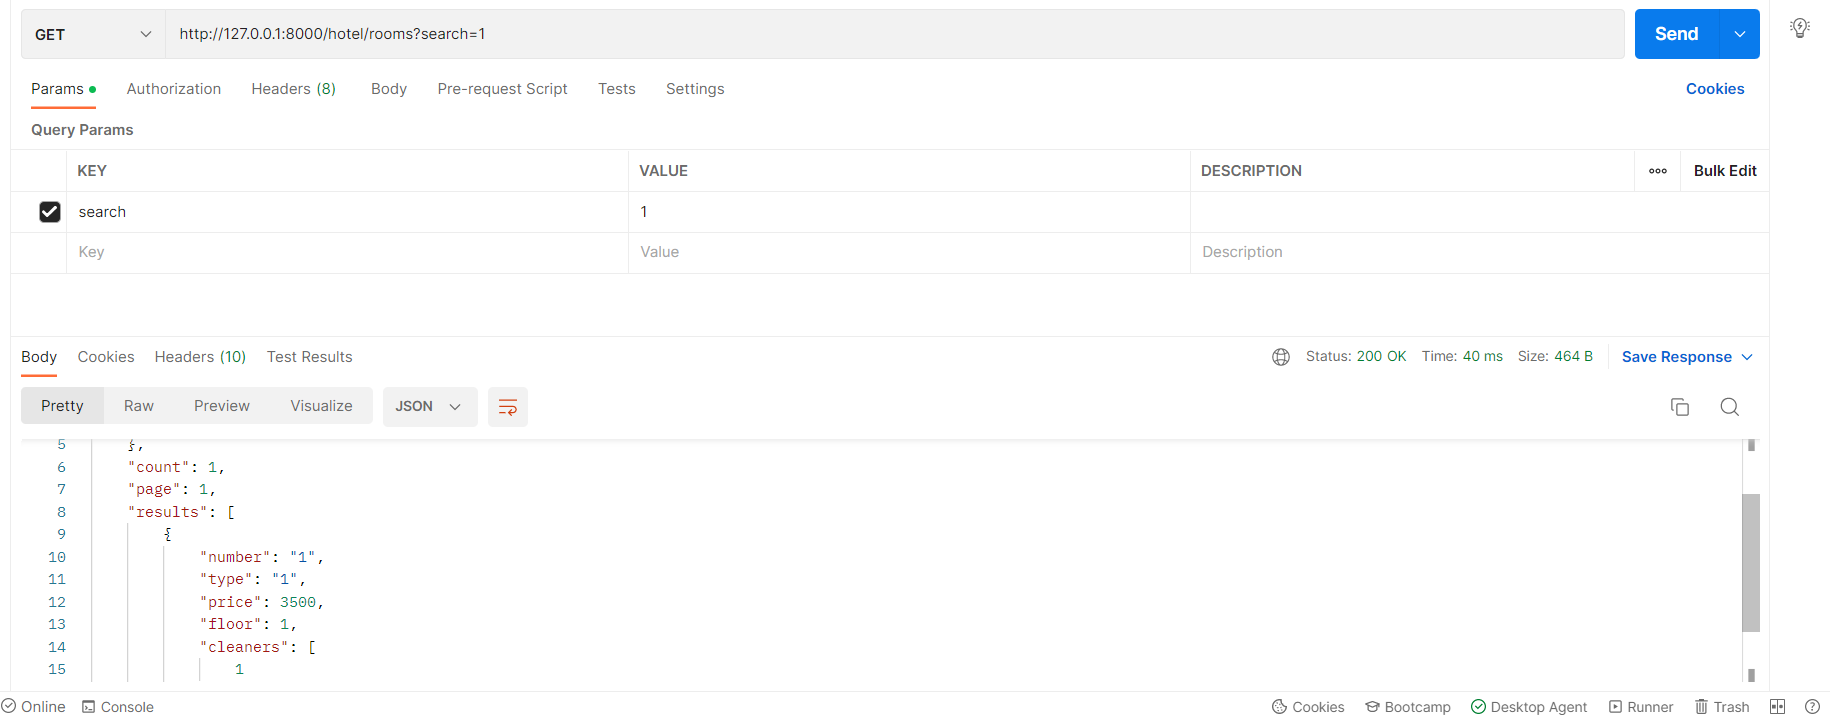 GET http://127.0.0.1:8000/hotel/rooms?search=1 Send
Params Authorization Headers (8) Body Pre-request Script Tests Settings Cookies
Query Params
KEY VALUE DESCRIPTION ooo Bulk Edit
search 1
Key Value Description
Body Cookies Headers (10) Test Results Status: 200 OK Time: 40 ms Size: 464 B Save Response
Pretty Raw Preview Visualize JSON
5 },
6 "count": 1,
7 "page": 1,
8 "results": [
9 {
10 "number": "1",
11 "type": "1",
12 "price": 3500,
13 "floor": 1,
14 "cleaners": [
15 1
Online Console Cookies Bootcamp Desktop Agent Runner Trash